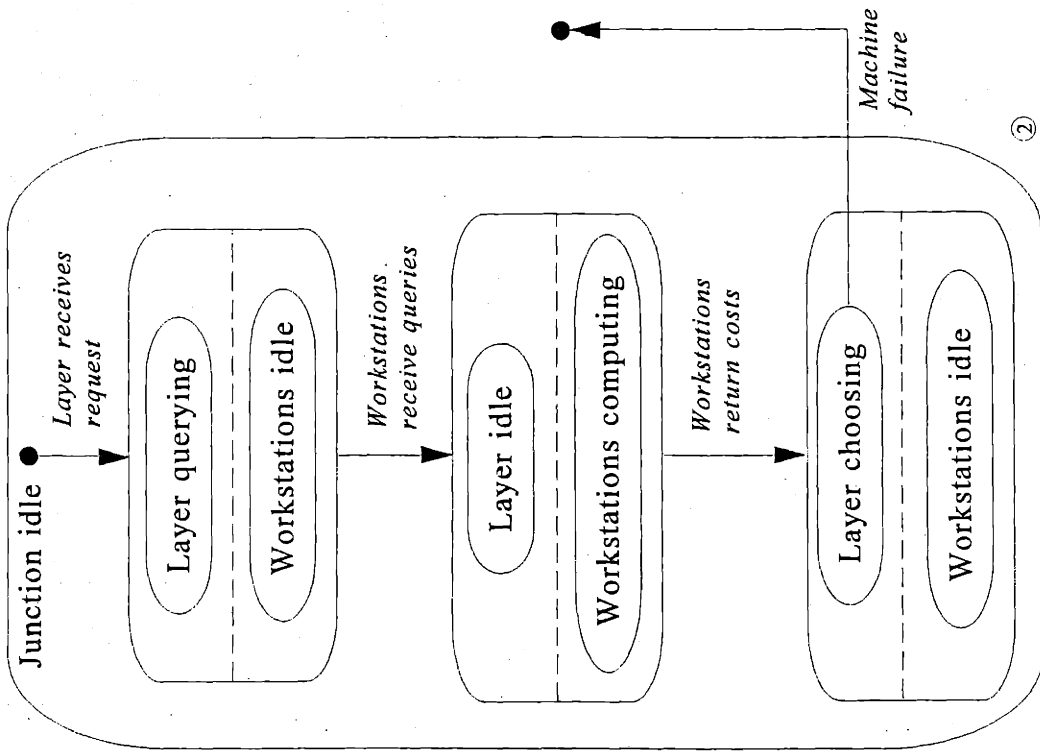 Junction idle
Layer receives
request
Layer querying
Workstations idle
Workstations
receive queries
Layer idle
Workstations computing
Workstations
return costs
Layer choosing
Workstations idle
Machine
failure
②